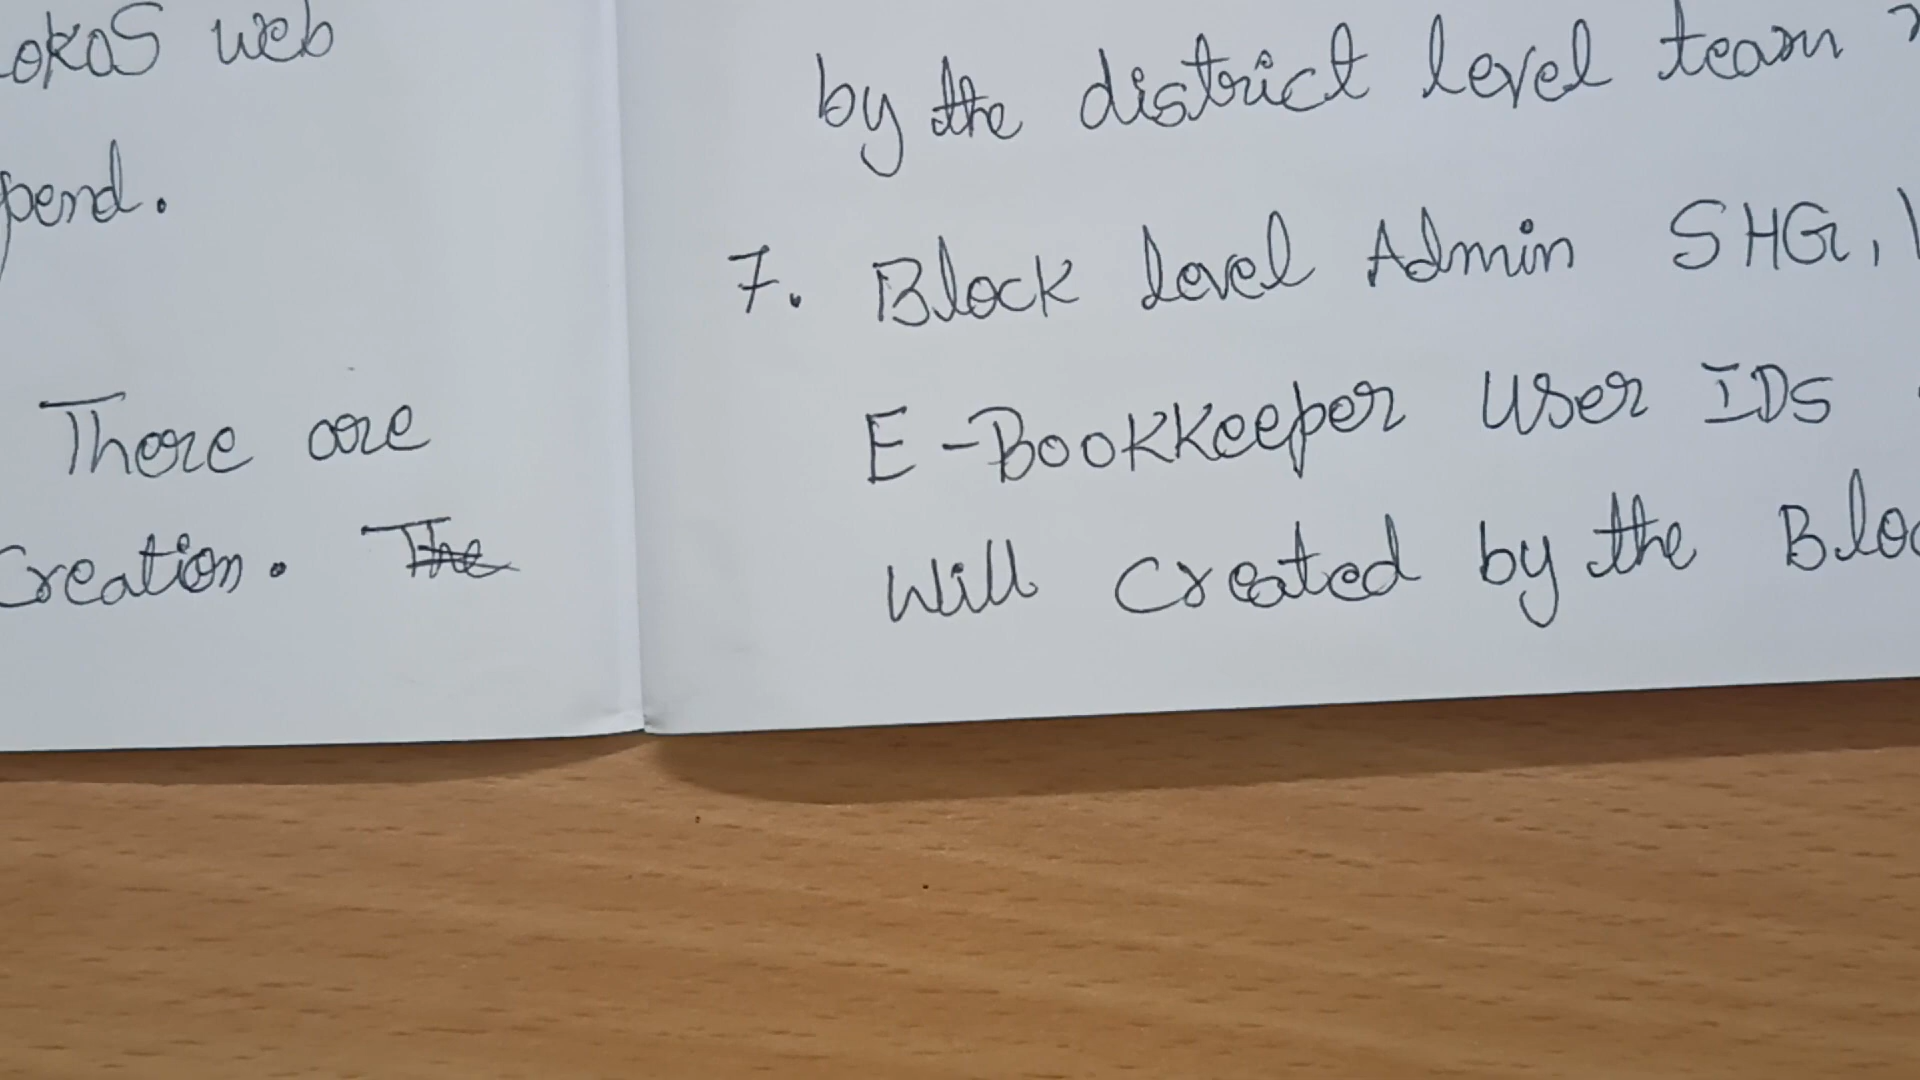 okoS web
pend.
There are
Creation. The
by the district level team
7. Block level Admin SHG,
E-Bookkeeper User IDs
Will Created by the Bloc